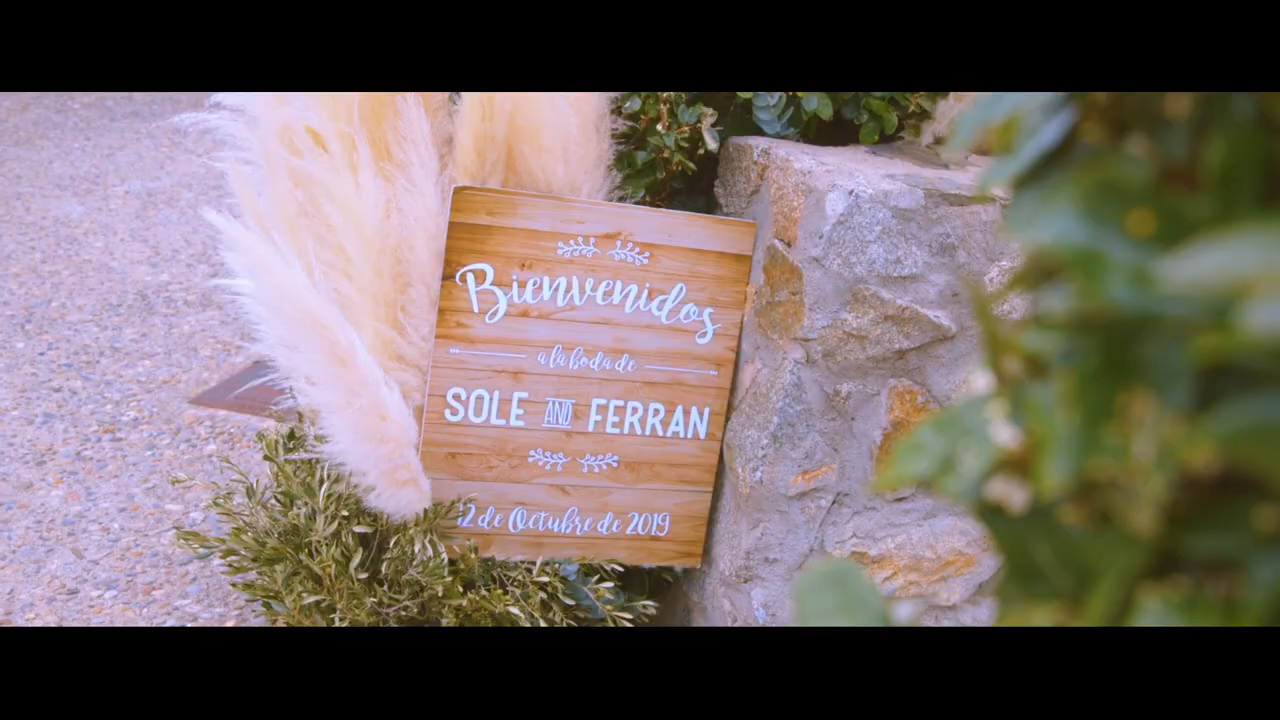 Bienvenidos
a la boda de
SOLE AND FERRAN
12 de Octubre de 2019